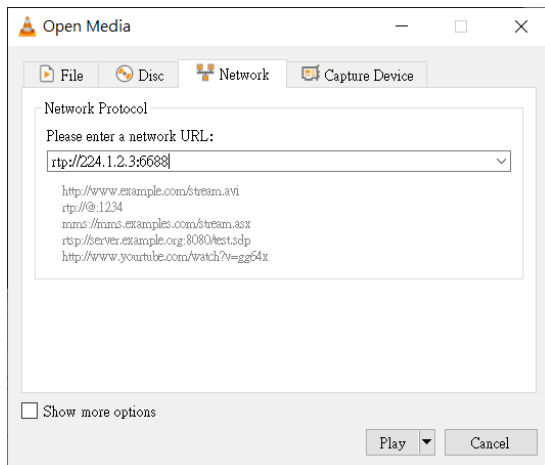 Open Media
File Disc Network Capture Device
Network Protocol
Please enter a network URL:
rtp://224.1.2.3:6688
http://www.example.com/stream.avi
rtp://@:1234
mms://mms.examples.com/stream.asx
rtsp://server.example.org:8080/test.sdp
http://www.yourtube.com/watch?v=gg64x
Show more options
Play Cancel